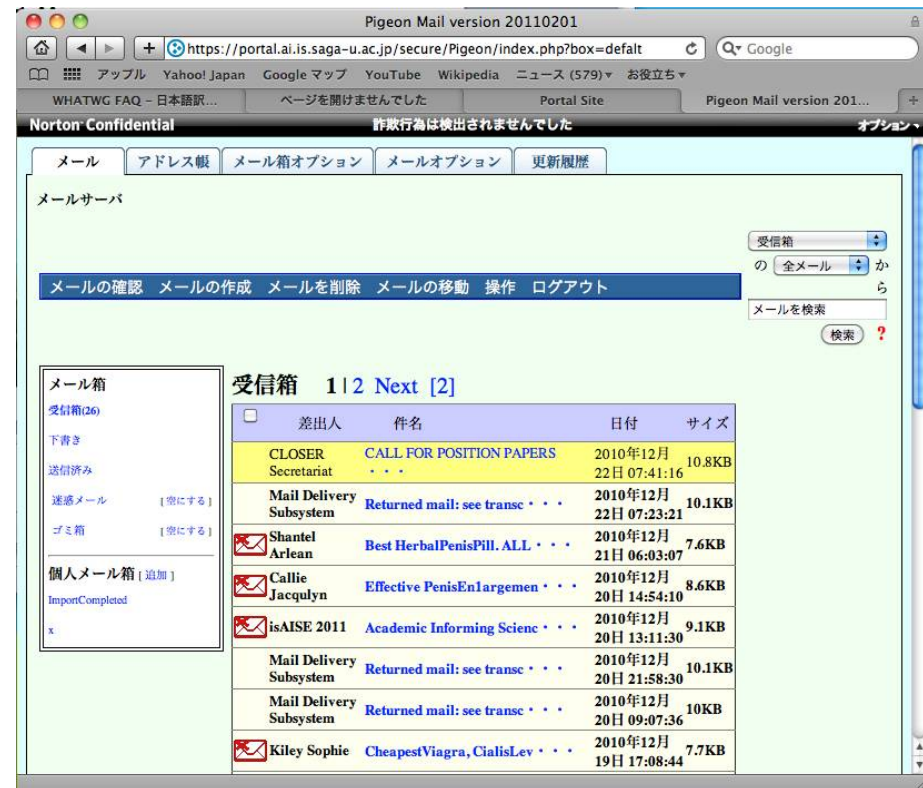 Pigeon Mail version 20110201
https://portal.ai.is.saga-u.ac.jp/secure/Pigeon/index.php?box=defalt
Google
アップル Yahoo! Japan Google マップ YouTube Wikipedia ニュース (579)▼ お役立ち▼
WHATWG FAQ – 日本語訳...
ページを開けませんでした
Portal Site
Pigeon Mail version 201...
Norton Confidential
詐欺行為は検出されませんでした
オプション
メール
アドレス帳
メール箱オプション
メールオプション
更新履歴
メールサーバ
受信箱
の 全メール から
メールを検索
検索 ?
メールの確認 メールの作成 メールを削除 メールの移動 操作 ログアウト
メール箱
受信箱(26)
下書き
送信済み
迷惑メール [空にする]
ゴミ箱 [空にする]
個人メール箱 [追加]
ImportCompleted
x
受信箱 1 | 2 Next [2]
差出人 件名 日付 サイズ
CLOSER Secretariat CALL FOR POSITION PAPERS ・・・ 2010年12月22日 07:41:16 10.8KB
Mail Delivery Subsystem Returned mail: see transc・・・ 2010年12月22日 07:23:21 10.1KB
Shantel Arlean Best HerbalPenisPill. ALL・・・ 2010年12月21日 06:03:07 7.6KB
Callie Jacqulyn Effective PenisEn1argemen・・・ 2010年12月20日 14:54:10 8.6KB
isAISE 2011 Academic Informing Scienc・・・ 2010年12月20日 13:11:30 9.1KB
Mail Delivery Subsystem Returned mail: see transc・・・ 2010年12月20日 21:58:30 10.1KB
Mail Delivery Subsystem Returned mail: see transc・・・ 2010年12月20日 09:07:36 10KB
Kiley Sophie CheapestViagra, CialisLev・・・ 2010年12月19日 17:08:44 7.7KB